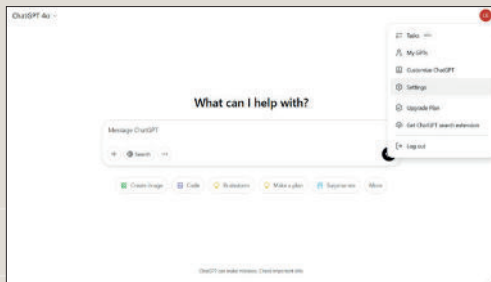 ChatGPT 4o
Tasks
My GPTs
Customize ChatGPT
Settings
Upgrade Plan
Get ChatGPT search extension
Log out
What can I help with?
Message ChatGPT
+ Search ...
Create image Code Brainstorm Make a plan Surprise me More
ChatGPT can make mistakes. Check important info.